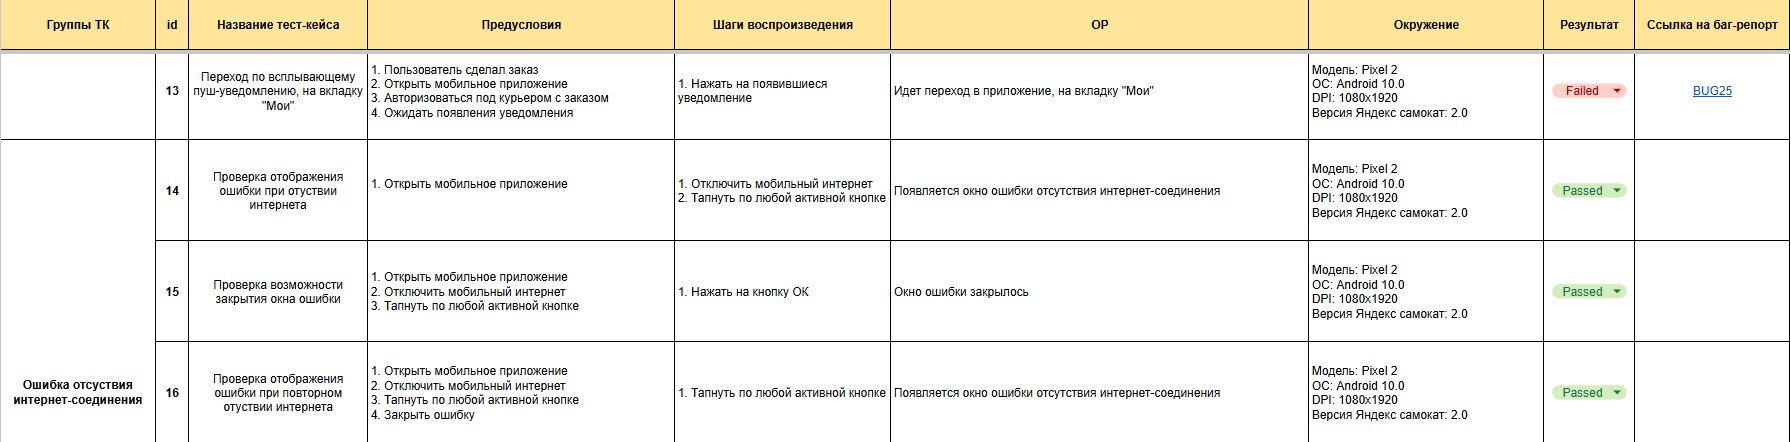 Группы ТК
id
Название тест-кейса
Предусловия
Шаги воспроизведения
ОР
Окружение
Результат
Ссылка на баг-репорт
13
Переход по всплывающему
пуш-уведомлению, на вкладку
"Мои"
1. Пользователь сделал заказ
2. Открыть мобильное приложение
3. Авторизоваться под курьером с заказом
4. Ожидать появления уведомления
1. Нажать на появившиеся
уведомление
Идет переход в приложение, на вкладку "Мои"
Модель: Pixel 2
ОС: Android 10.0
DPI: 1080x1920
Версия Яндекс самокат: 2.0
Failed
BUG25
14
Проверка отображения
ошибки при отуствии
интернета
1. Открыть мобильное приложение
1. Отключить мобильный интернет
2. Тапнуть по любой активной кнопке
Появляется окно ошибки отсутствия интернет-соединения
Модель: Pixel 2
ОС: Android 10.0
DPI: 1080x1920
Версия Яндекс самокат: 2.0
Passed
15
Проверка возможности
закрытия окна ошибки
1. Открыть мобильное приложение
2. Отключить мобильный интернет
3. Тапнуть по любой активной кнопке
1. Нажать на кнопку ОК
Окно ошибки закрылось
Модель: Pixel 2
ОС: Android 10.0
DPI: 1080x1920
Версия Яндекс самокат: 2.0
Passed
Ошибка отсуствия
интернет-соединения
16
Проверка отображения
ошибки при повторном
отуствии интернета
1. Открыть мобильное приложение
2. Отключить мобильный интернет
3. Тапнуть по любой активной кнопке
4. Закрыть ошибку
1. Тапнуть по любой активной кнопке
Появляется окно ошибки отсутствия интернет-соединения
Модель: Pixel 2
ОС: Android 10.0
DPI: 1080x1920
Версия Яндекс самокат: 2.0
Passed